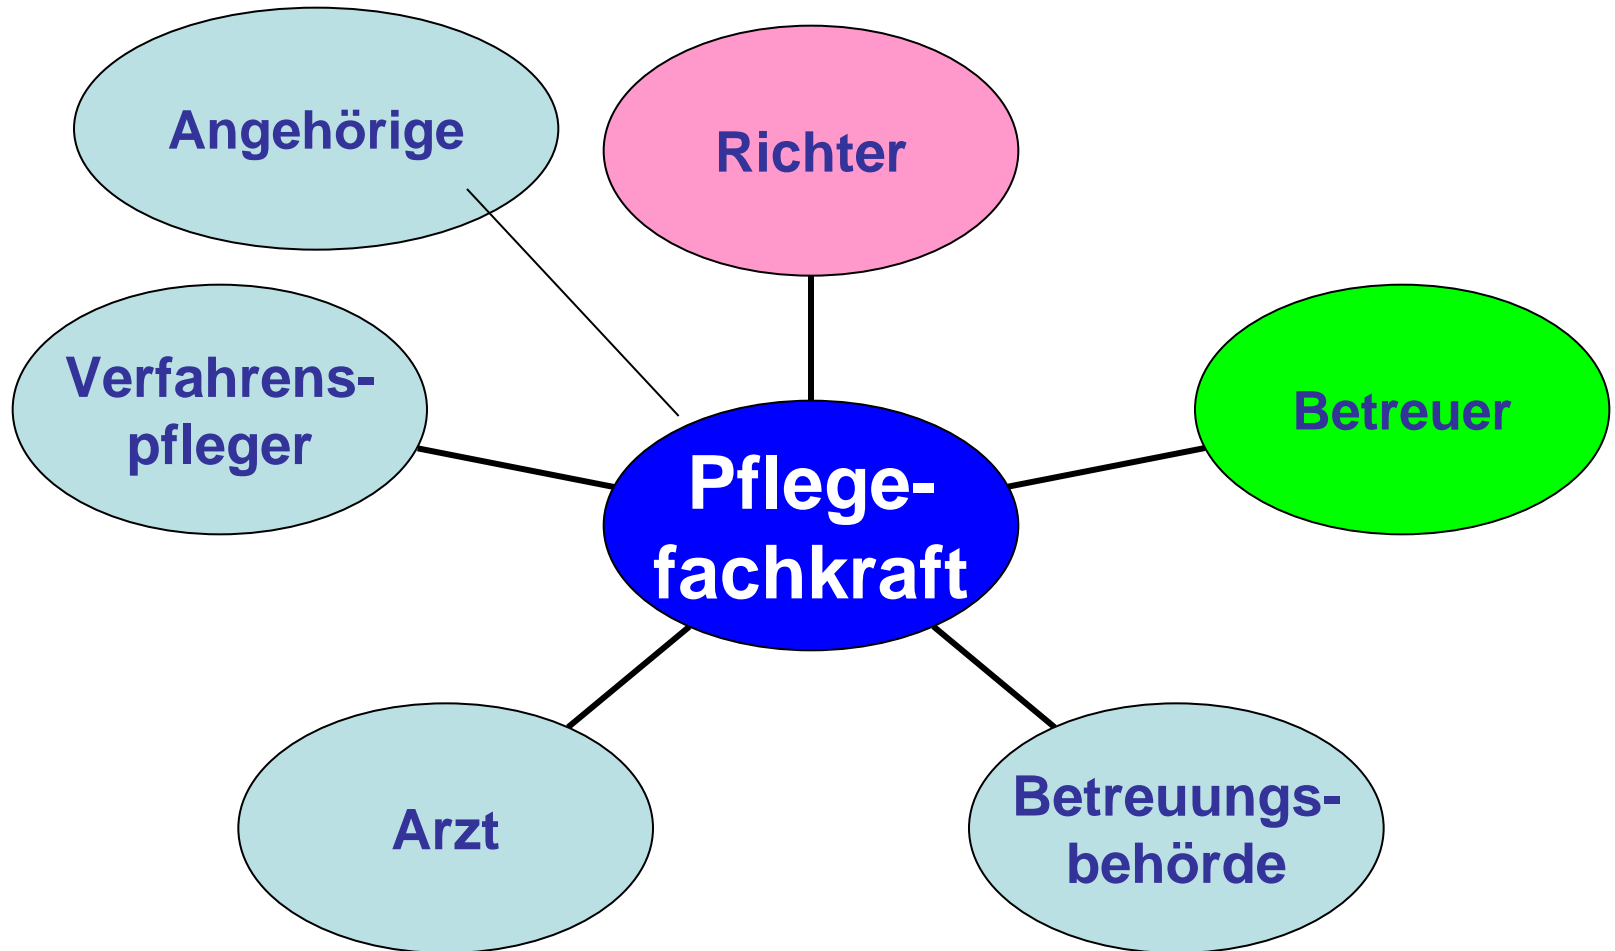 Angehörige
Richter
Verfahrens-
pfleger
Betreuer
Pflege-
fachkraft
Arzt
Betreuungs-
behörde